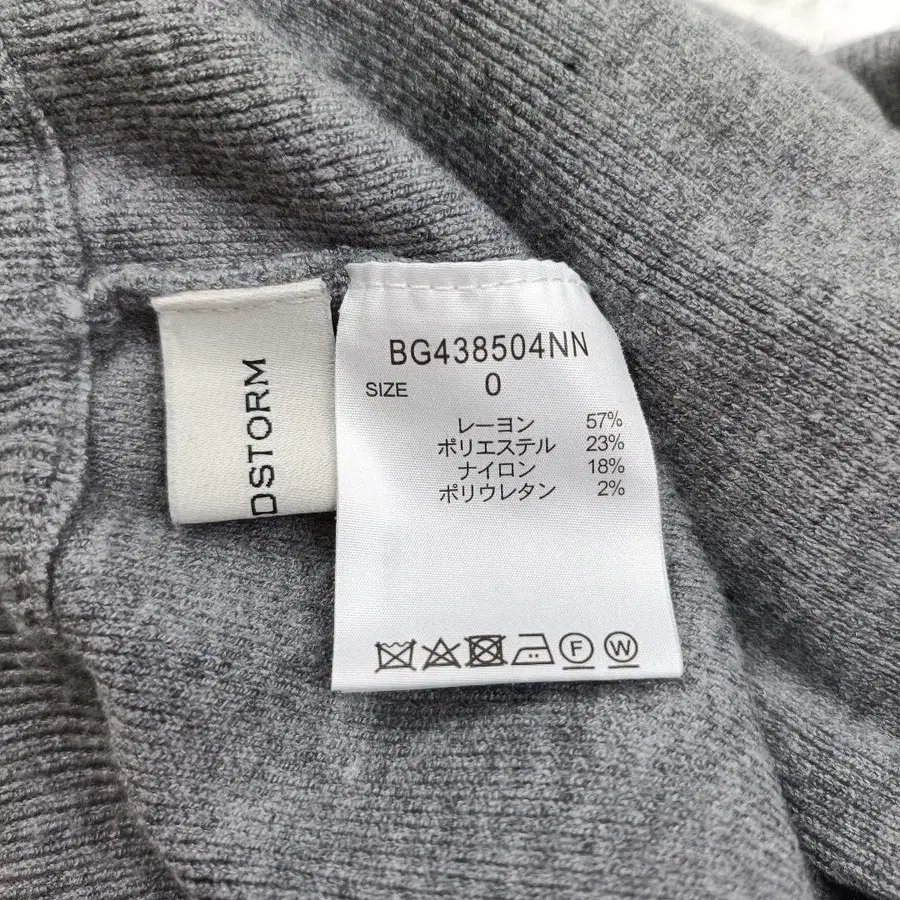 DSTORM
BG438504NN
SIZE 0
レーヨン 57%
ポリエステル 23%
ナイロン 18%
ポリウレタン 2%
F W